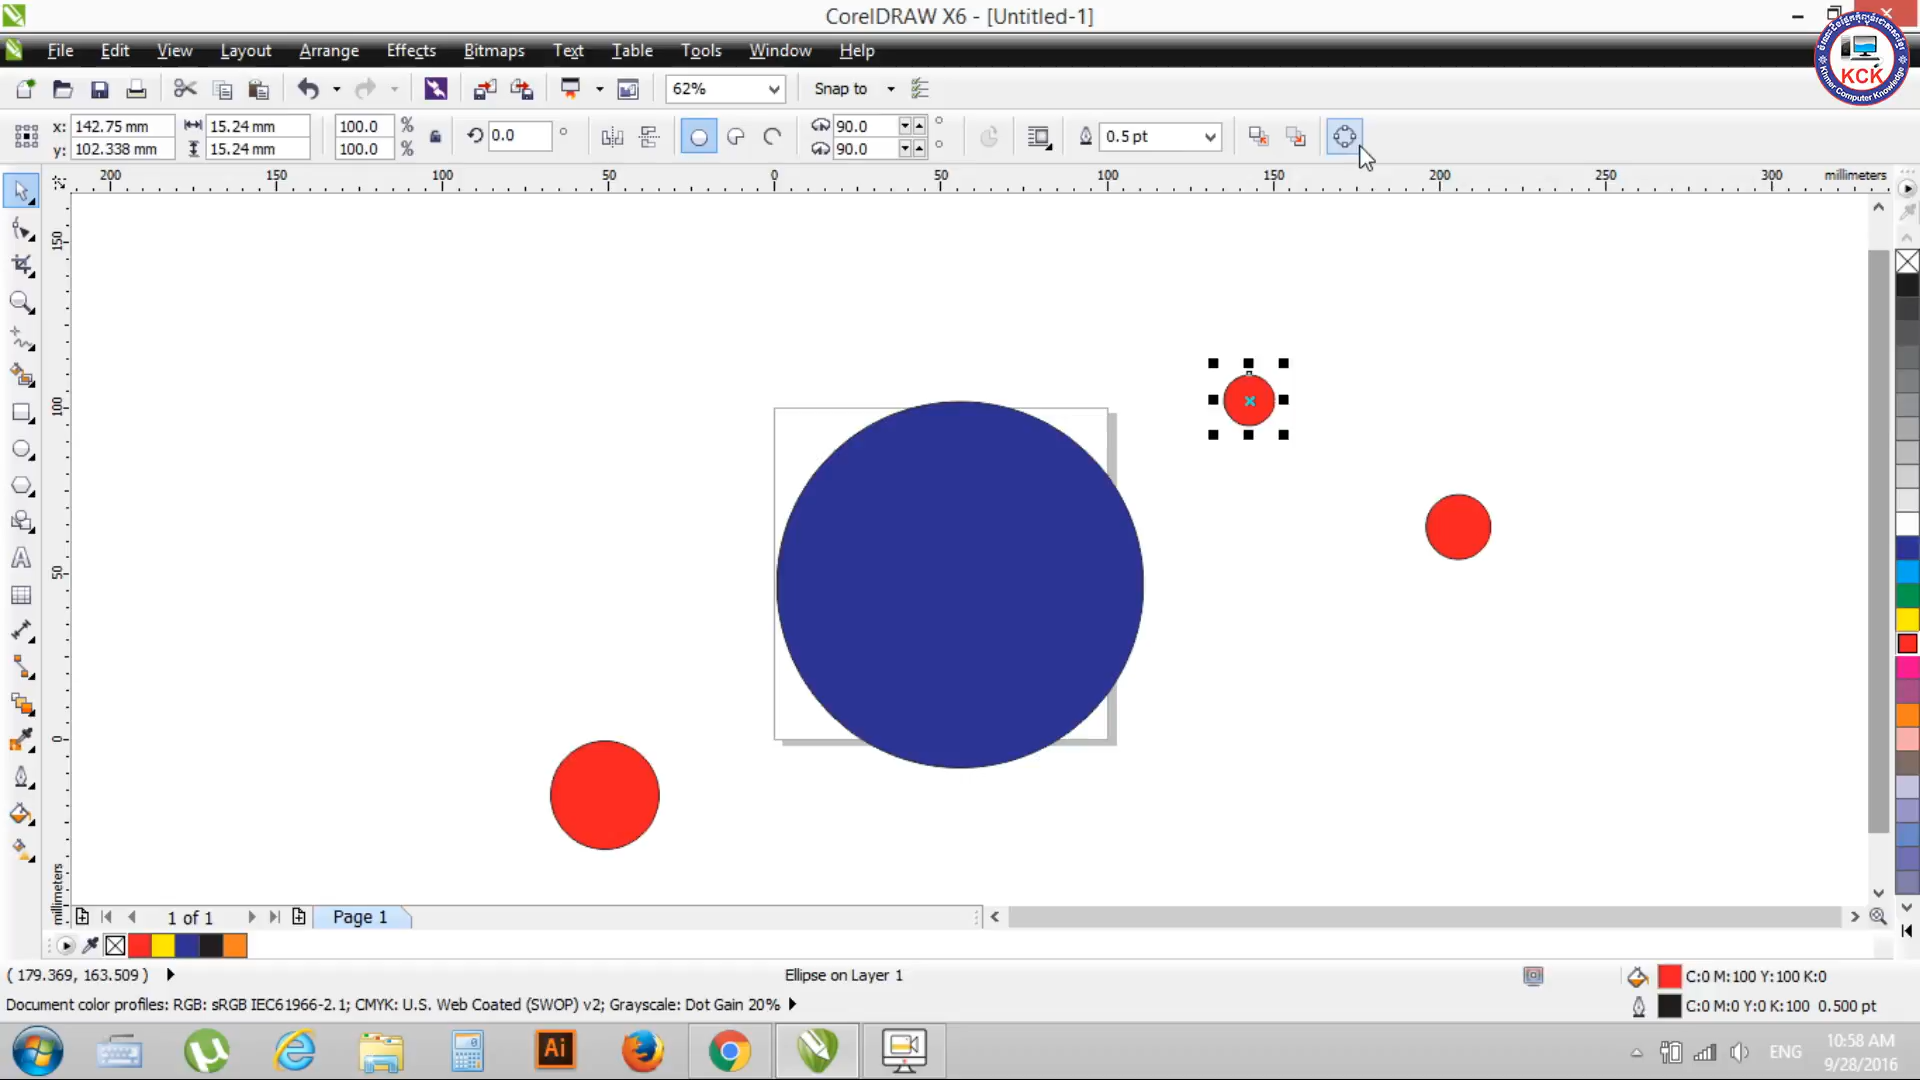 CorelDRAW X6 - [Untitled-1]
File Edit View Layout Arrange Effects Bitmaps Text Table Tools Window Help
KCK
Khmer Computer Knowledge
62% Snap to
x: 142.75 mm 15.24 mm 100.0 % 0.0 ° 90.0 ° 0.5 pt
y: 102.338 mm 15.24 mm 100.0 % 90.0 °
200 150 100 50 0 50 100 150 200 250 300 millimeters
150
100
50
0
millimeters
1 of 1 Page 1
( 179.369, 163.509 ) Ellipse on Layer 1 C:0 M:100 Y:100 K:0
Document color profiles: RGB: sRGB IEC61966-2.1; CMYK: U.S. Web Coated (SWOP) v2; Grayscale: Dot Gain 20% C:0 M:0 Y:0 K:100 0.500 pt
Ai
ENG
10:58 AM
9/28/2016